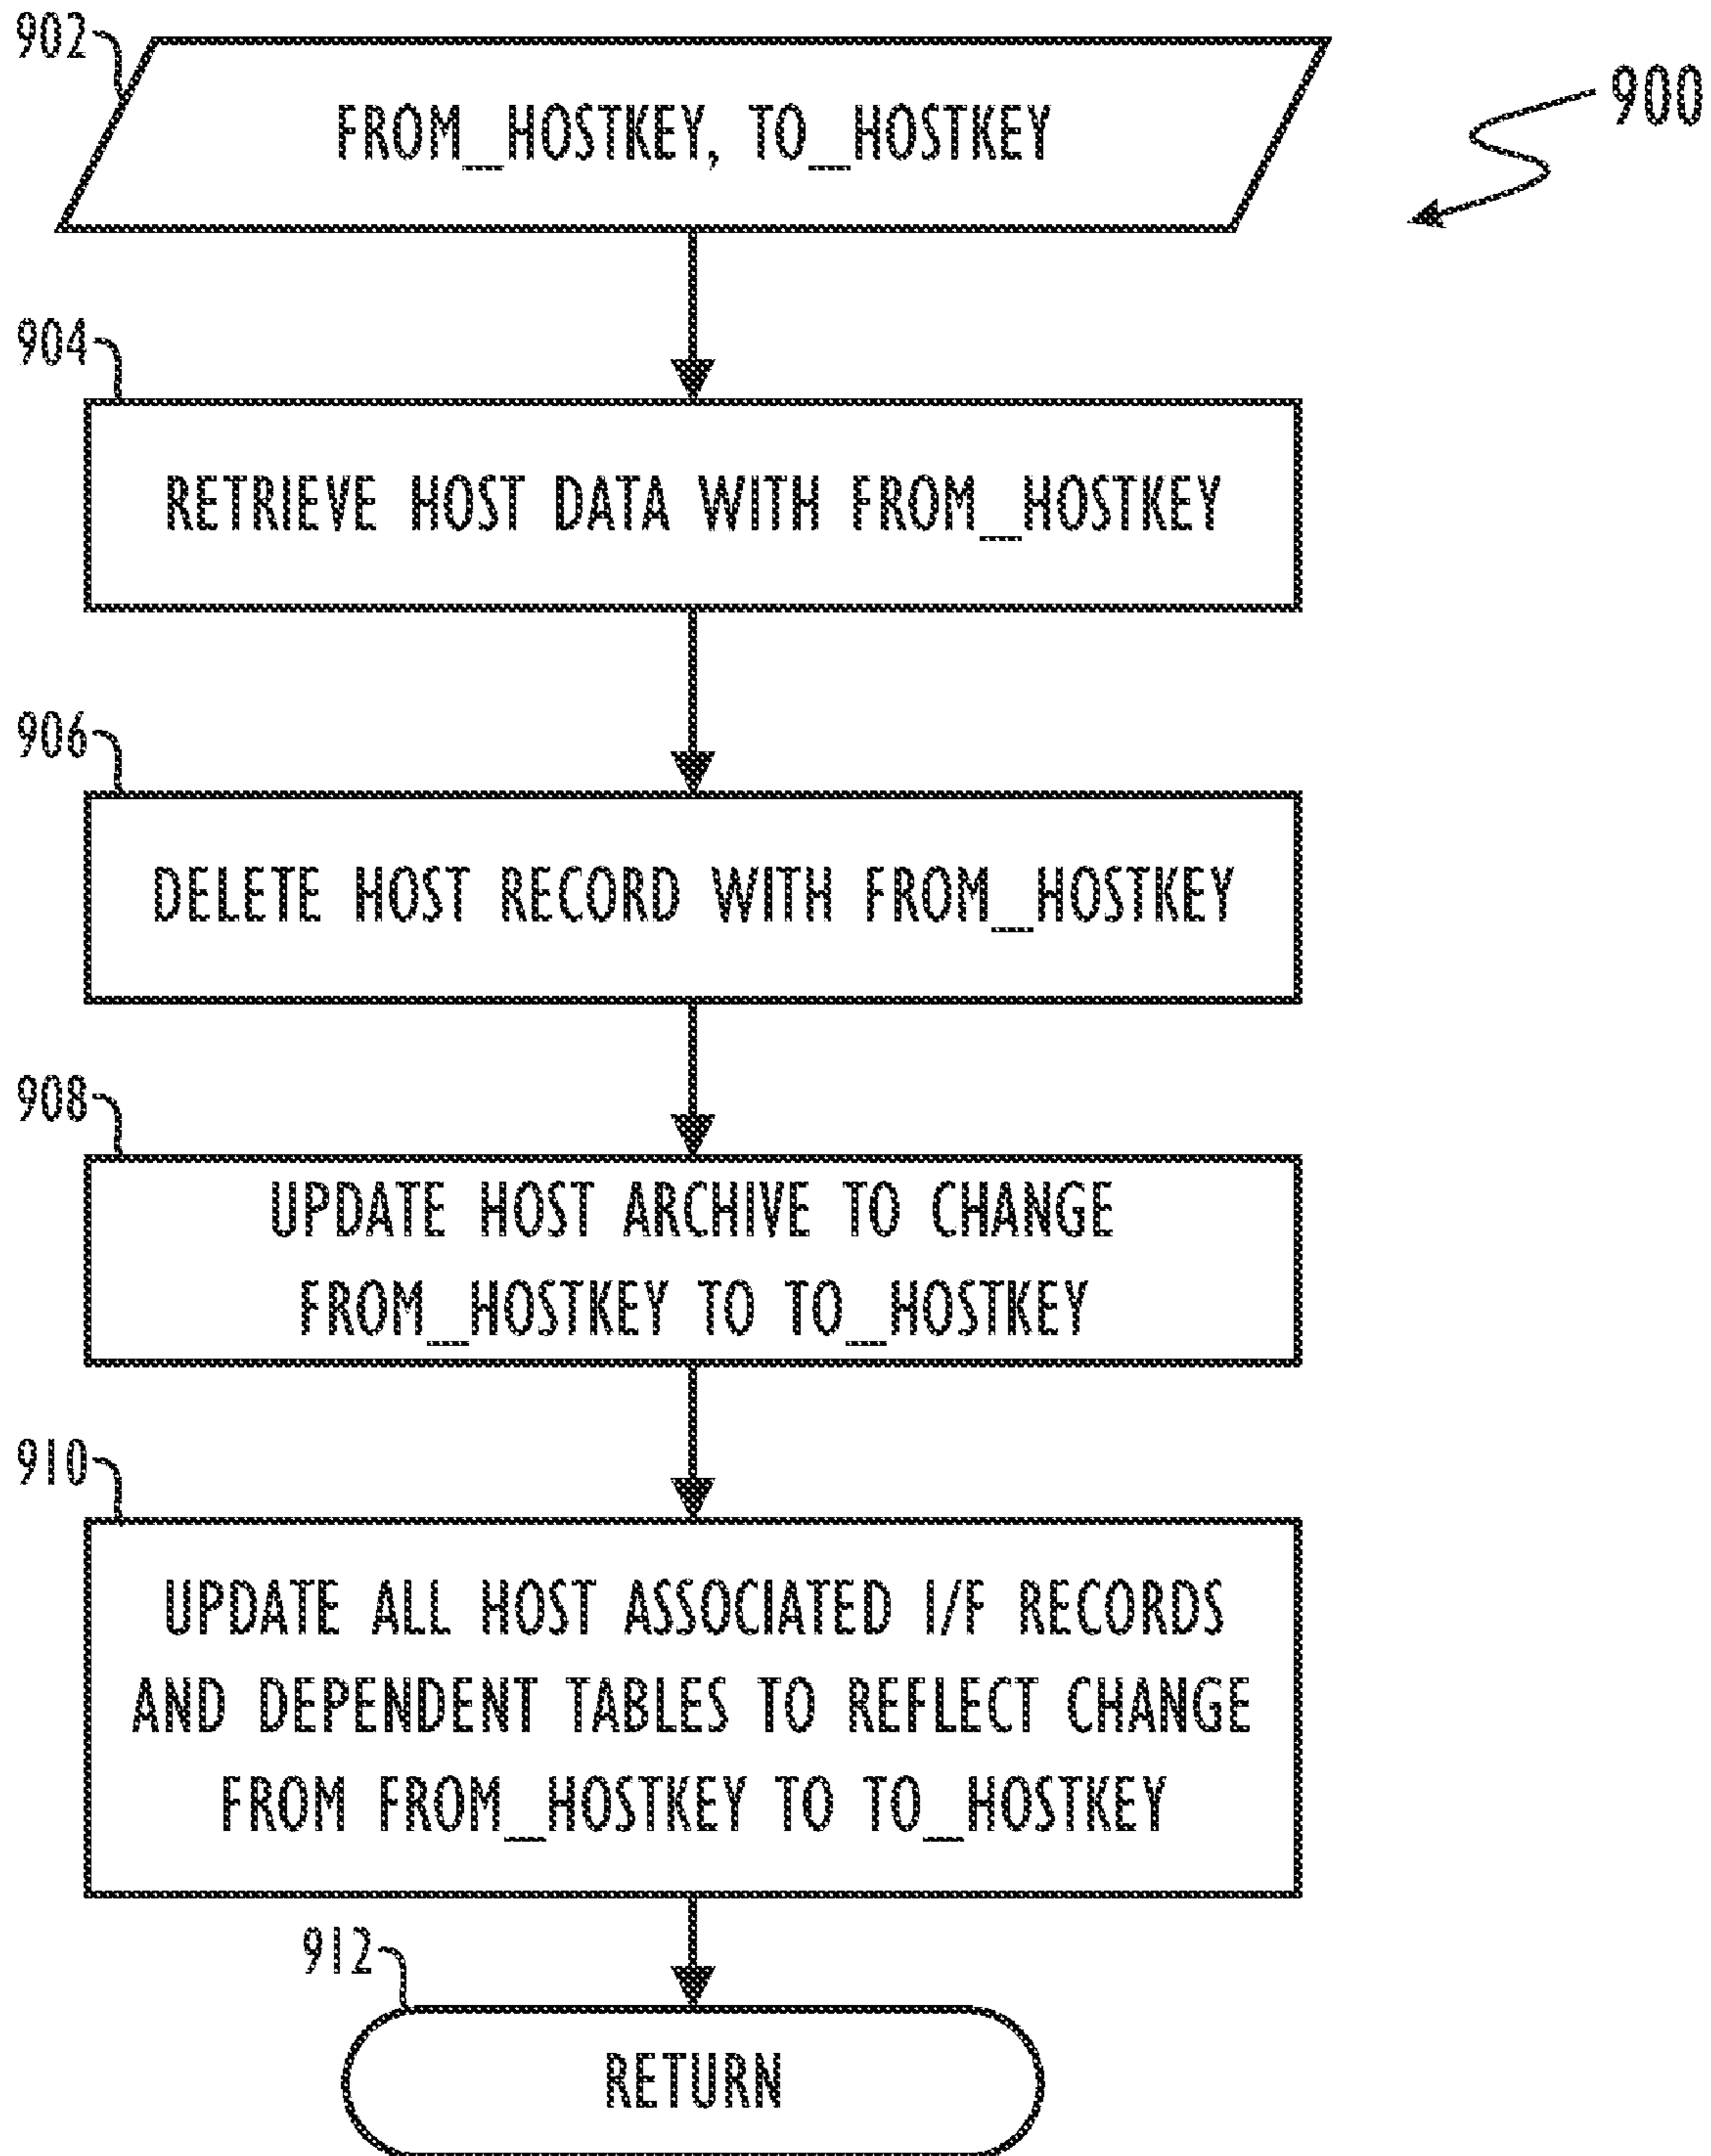 902
FROM_HOSTKEY, TO_HOSTKEY
900
904
RETRIEVE HOST DATA WITH FROM_HOSTKEY
906
DELETE HOST RECORD WITH FROM_HOSTKEY
908
UPDATE HOST ARCHIVE TO CHANGE
FROM_HOSTKEY TO TO_HOSTKEY
910
UPDATE ALL HOST ASSOCIATED I/F RECORDS
AND DEPENDENT TABLES TO REFLECT CHANGE
FROM FROM_HOSTKEY TO TO_HOSTKEY
912
RETURN